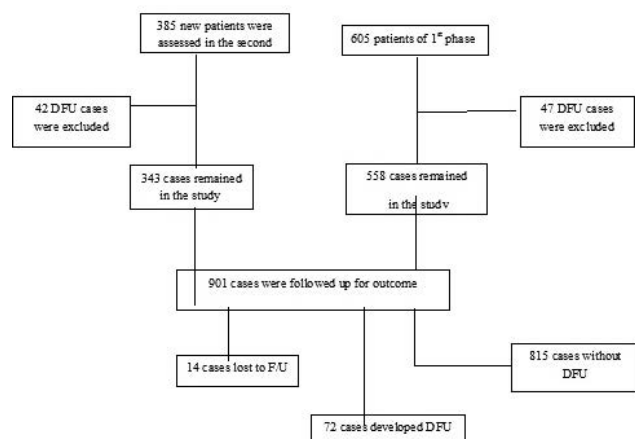 385 new patients were
assessed in the second
605 patients of 1st phase
42 DFU cases
were excluded
47 DFU cases
were excluded
343 cases remained
in the study
558 cases remained
in the study
901 cases were followed up for outcome
14 cases lost to F/U
815 cases without
DFU
72 cases developed DFU